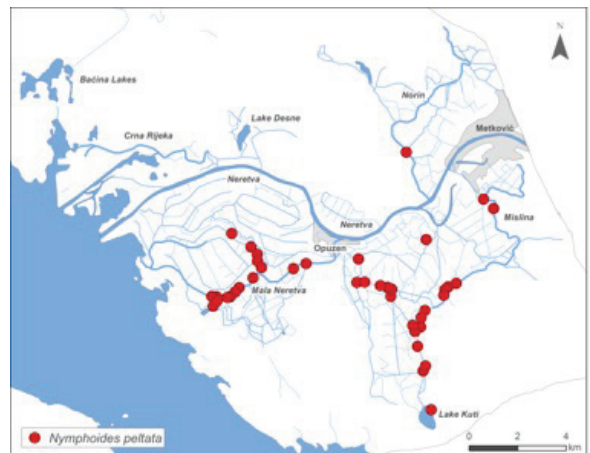 N
Baćina Lakes
Norin
Lake Desne
Metković
Crna Rijeka
Neretva
Mislina
Neretva
Opuzen
Mala Neretva
Lake Kuti
Nymphoides peltata
0 2 4
km